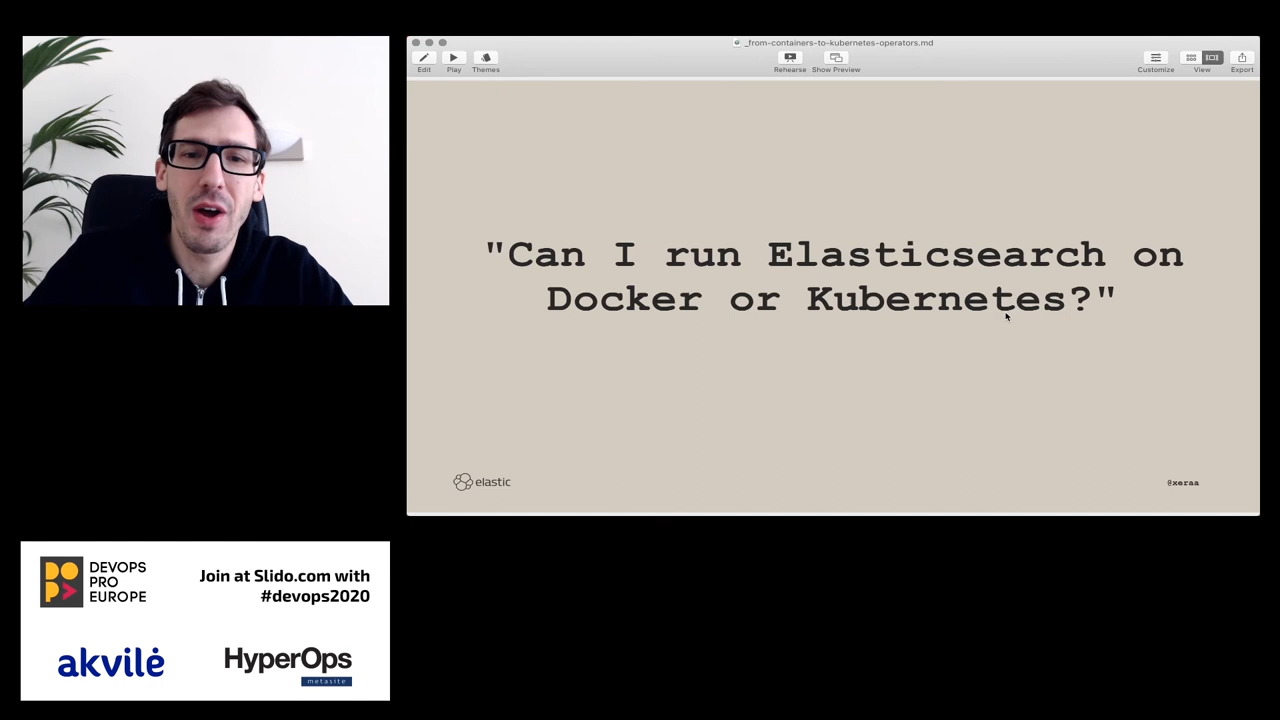 _from-containers-to-kubernetes-operators.md
Edit
Play
Themes
Rehearse
Show Preview
Customize
View
Export
"Can I run Elasticsearch on
Docker or Kubernetes?"
elastic
@xeraa
DEVOPS
PRO
EUROPE
Join at Slido.com with
#devops2020
akvilė
HyperOps
metasite